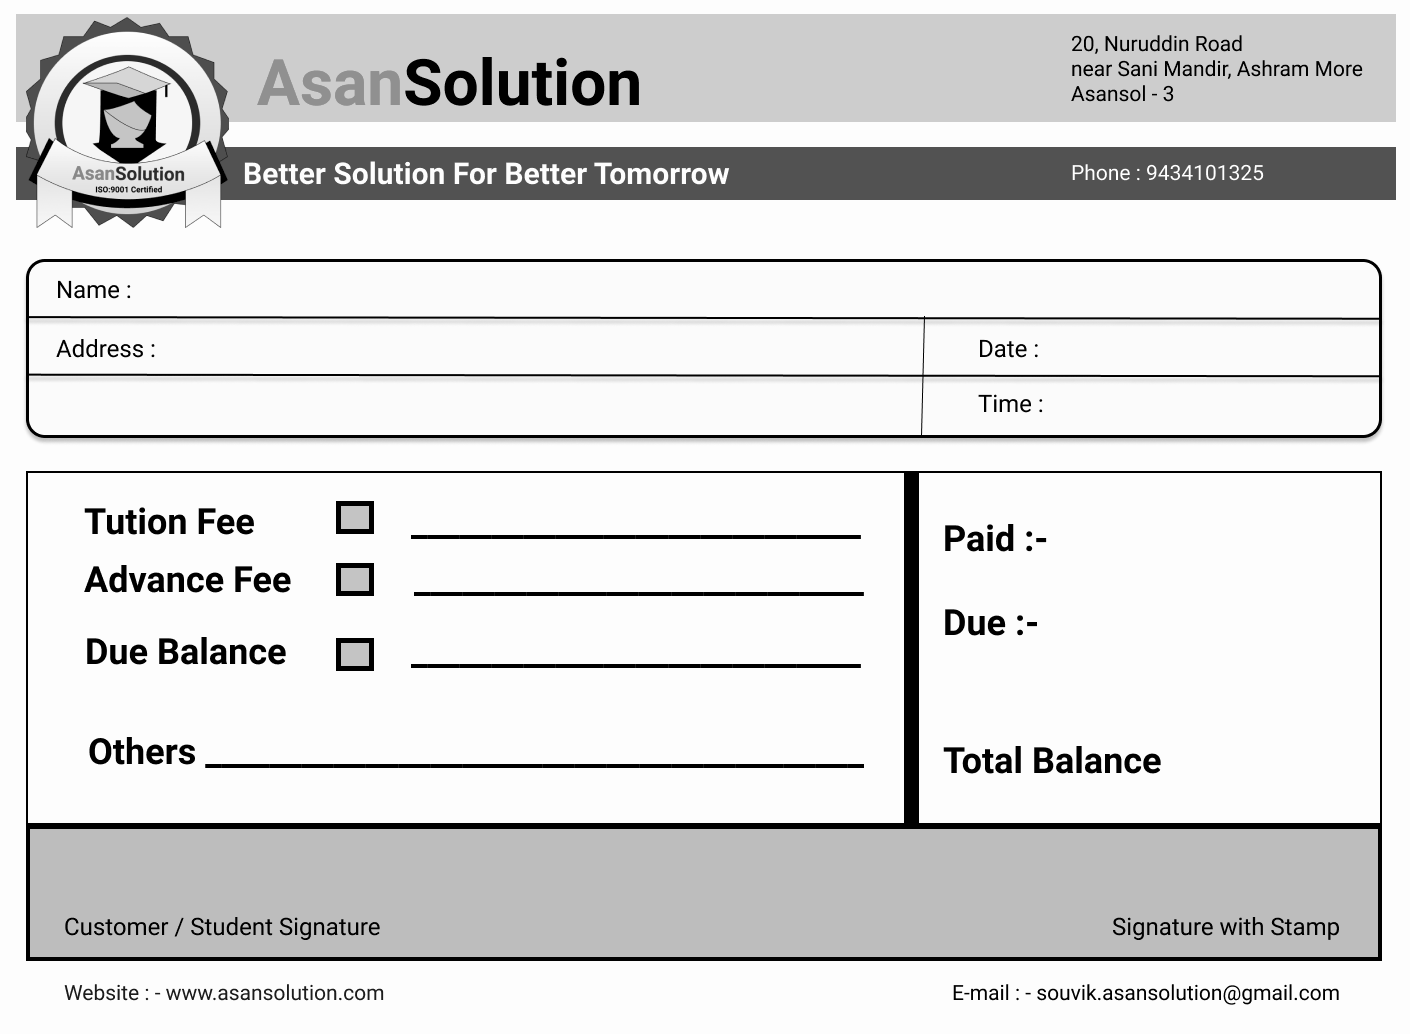 AsanSolution
20, Nuruddin Road
near Sani Mandir, Ashram More
Asansol - 3
AsanSolution
ISO:9001 Certified
Better Solution For Better Tomorrow
Phone : 9434101325
Name :
Address :
Date :
Time :
Tution Fee
Advance Fee
Due Balance
Others
Paid :-
Due :-
Total Balance
Customer / Student Signature
Signature with Stamp
Website : - www.asansolution.com
E-mail : - souvik.asansolution@gmail.com